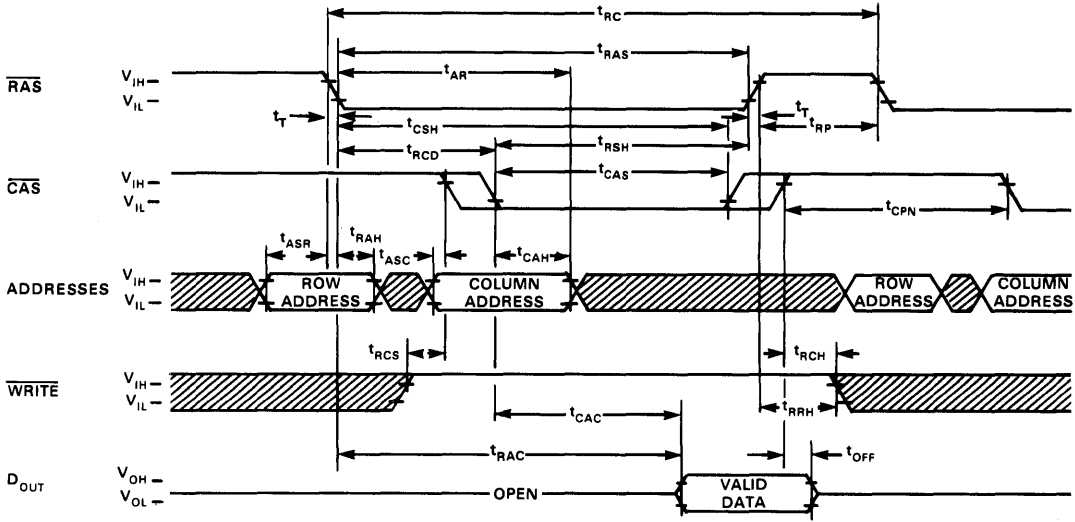 tRC
tRAS
tAR
RAS
VIH
VIL
tT
tT
tCSH
tRP
tRCD
tRSH
CAS
VIH
VIL
tCAS
tCPN
tASR
tRAH
tASC
tCAH
ADDRESSES
VIH
VIL
ROW
ADDRESS
COLUMN
ADDRESS
ROW
ADDRESS
COLUMN
ADDRESS
tRCS
tRCH
WRITE
VIH
VIL
tCAC
tRRH
tRAC
tOFF
DOUT
VOH
VOL
OPEN
VALID
DATA